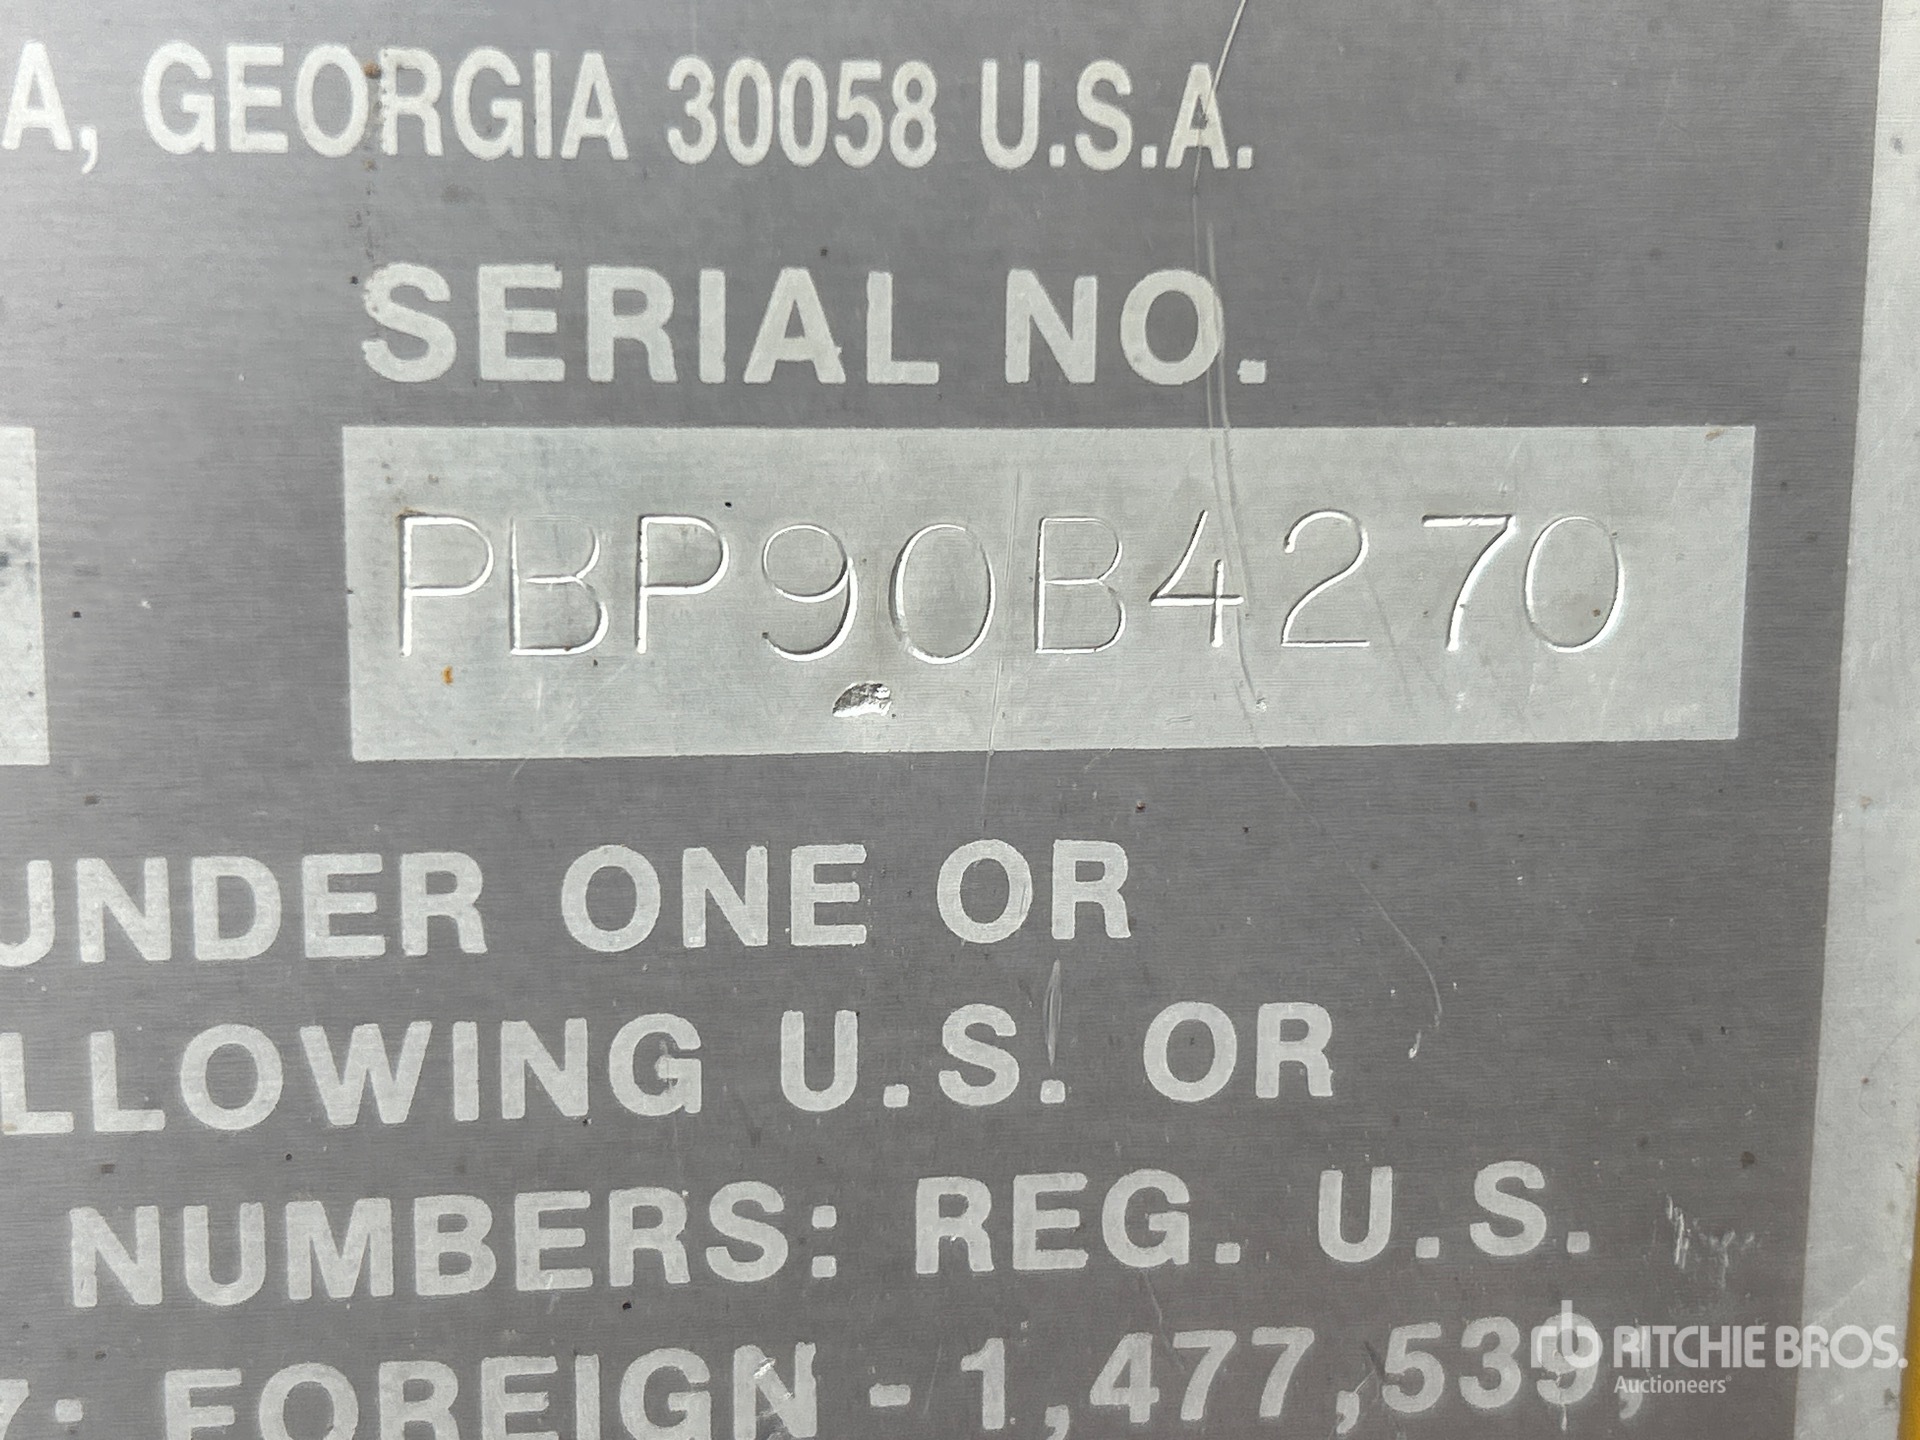 A, GEORGIA 30058 U.S.A.
SERIAL NO.
PBP90B4270
UNDER ONE OR
LLOWING U.S. OR
NUMBERS: REG. U.S.
7: FOREIGN - 1,477,539,
RITCHIE BROS.
Auctioneers